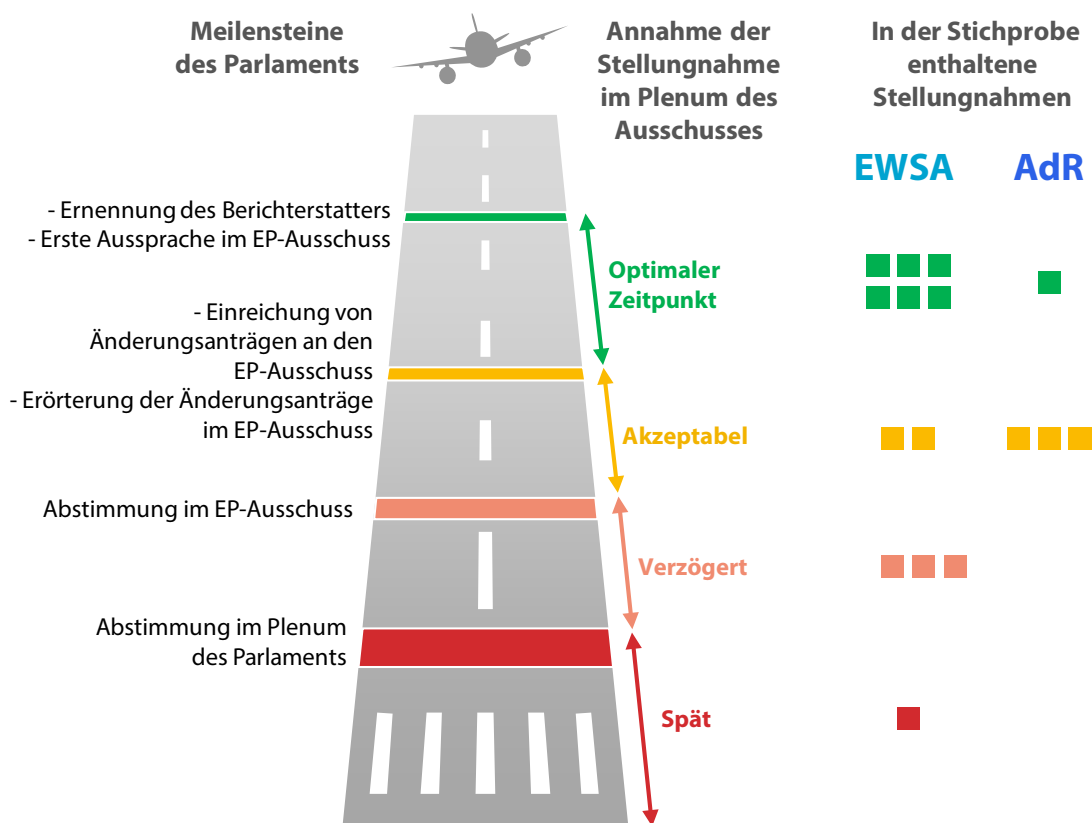 Meilensteine
des Parlaments
Annahme der
Stellungnahme
im Plenum des
Ausschusses
In der Stichprobe
enthaltene
Stellungnahmen
EWSA
AdR
- Ernennung des Berichterstatters
- Erste Aussprache im EP-Ausschuss
Optimaler
Zeitpunkt
- Einreichung von
Änderungsanträgen an den
EP-Ausschuss
- Erörterung der Änderungsanträge
im EP-Ausschuss
Akzeptabel
Abstimmung im EP-Ausschuss
Verzögert
Abstimmung im Plenum
des Parlaments
Spät